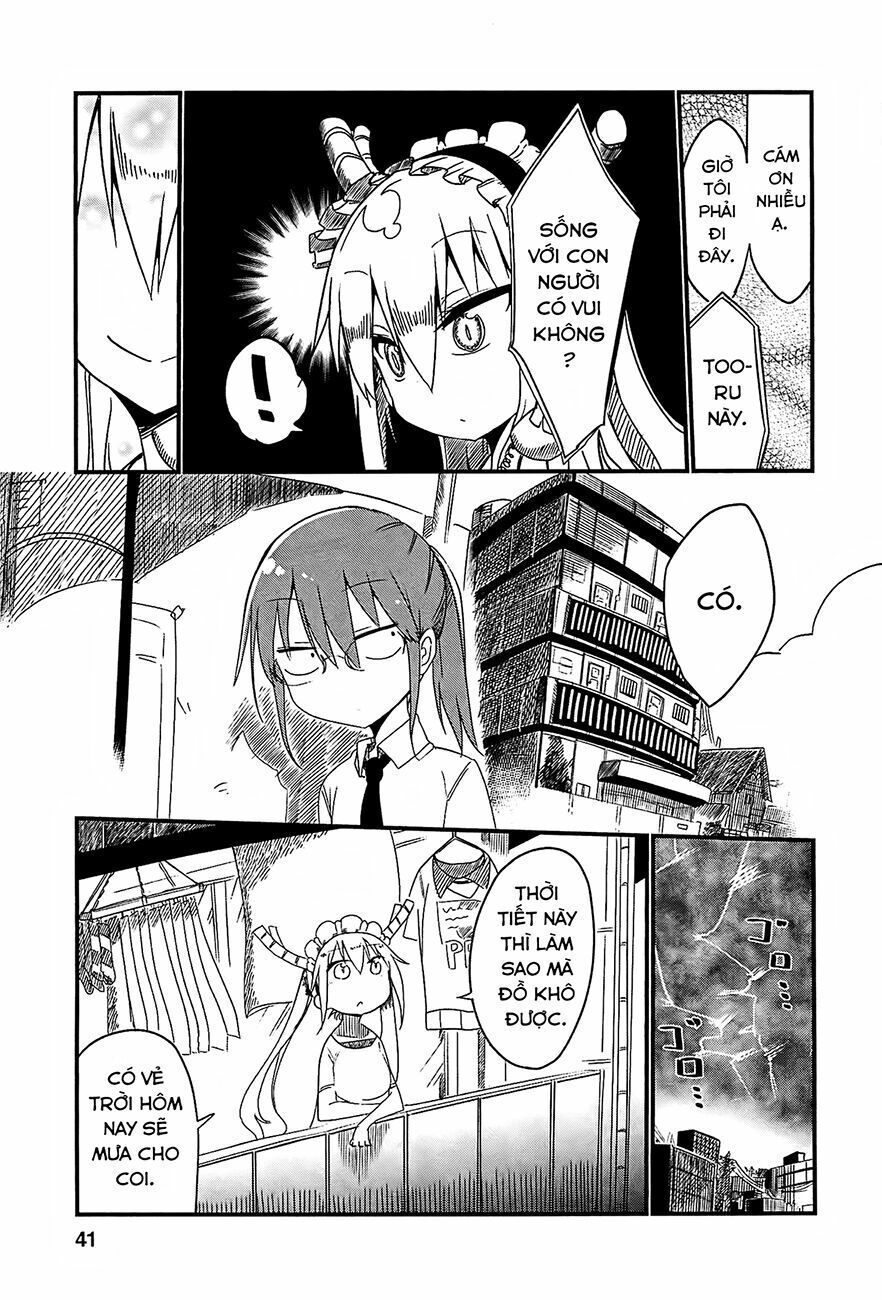 CÁM
ƠN
NHIỀU
Ạ.
GIỜ
TÔI
PHẢI
ĐI
ĐÂY.
TOO-
RU
NÀY.
SỐNG
VỚI CON
NGƯỜI
CÓ VUI
KHÔNG
?
!
CÓ.
ゴロ
ゴロ
THỜI
TIẾT NÀY
THÌ LÀM
SAO MÀ
ĐỒ KHÔ
ĐƯỢC.
CÓ VẺ
TRỜI HÔM
NAY SẼ
MƯA CHO
COI.
41